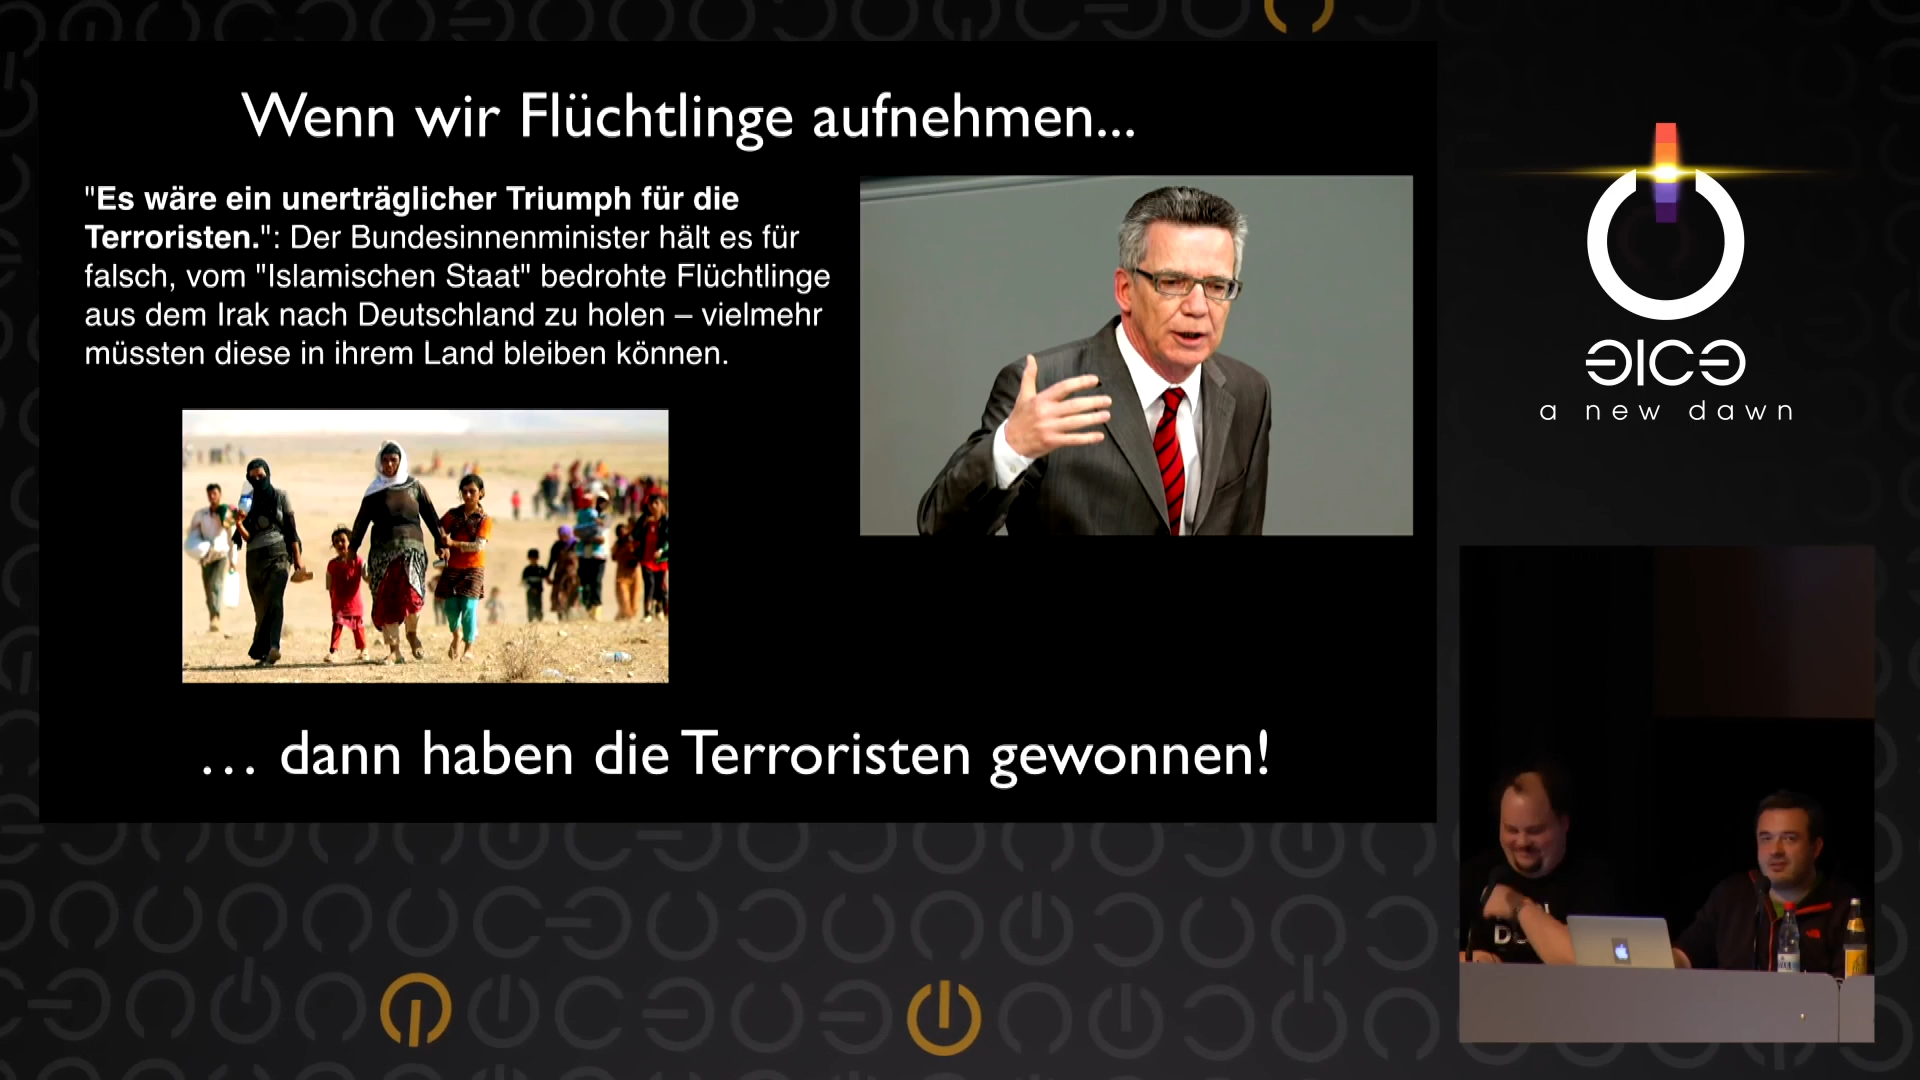 Wenn wir Flüchtlinge aufnehmen...
"Es wäre ein unerträglicher Triumph für die
Terroristen.": Der Bundesinnenminister hält es für
falsch, vom "Islamischen Staat" bedrohte Flüchtlinge
aus dem Irak nach Deutschland zu holen – vielmehr
müssten diese in ihrem Land bleiben können.
… dann haben die Terroristen gewonnen!
a new dawn